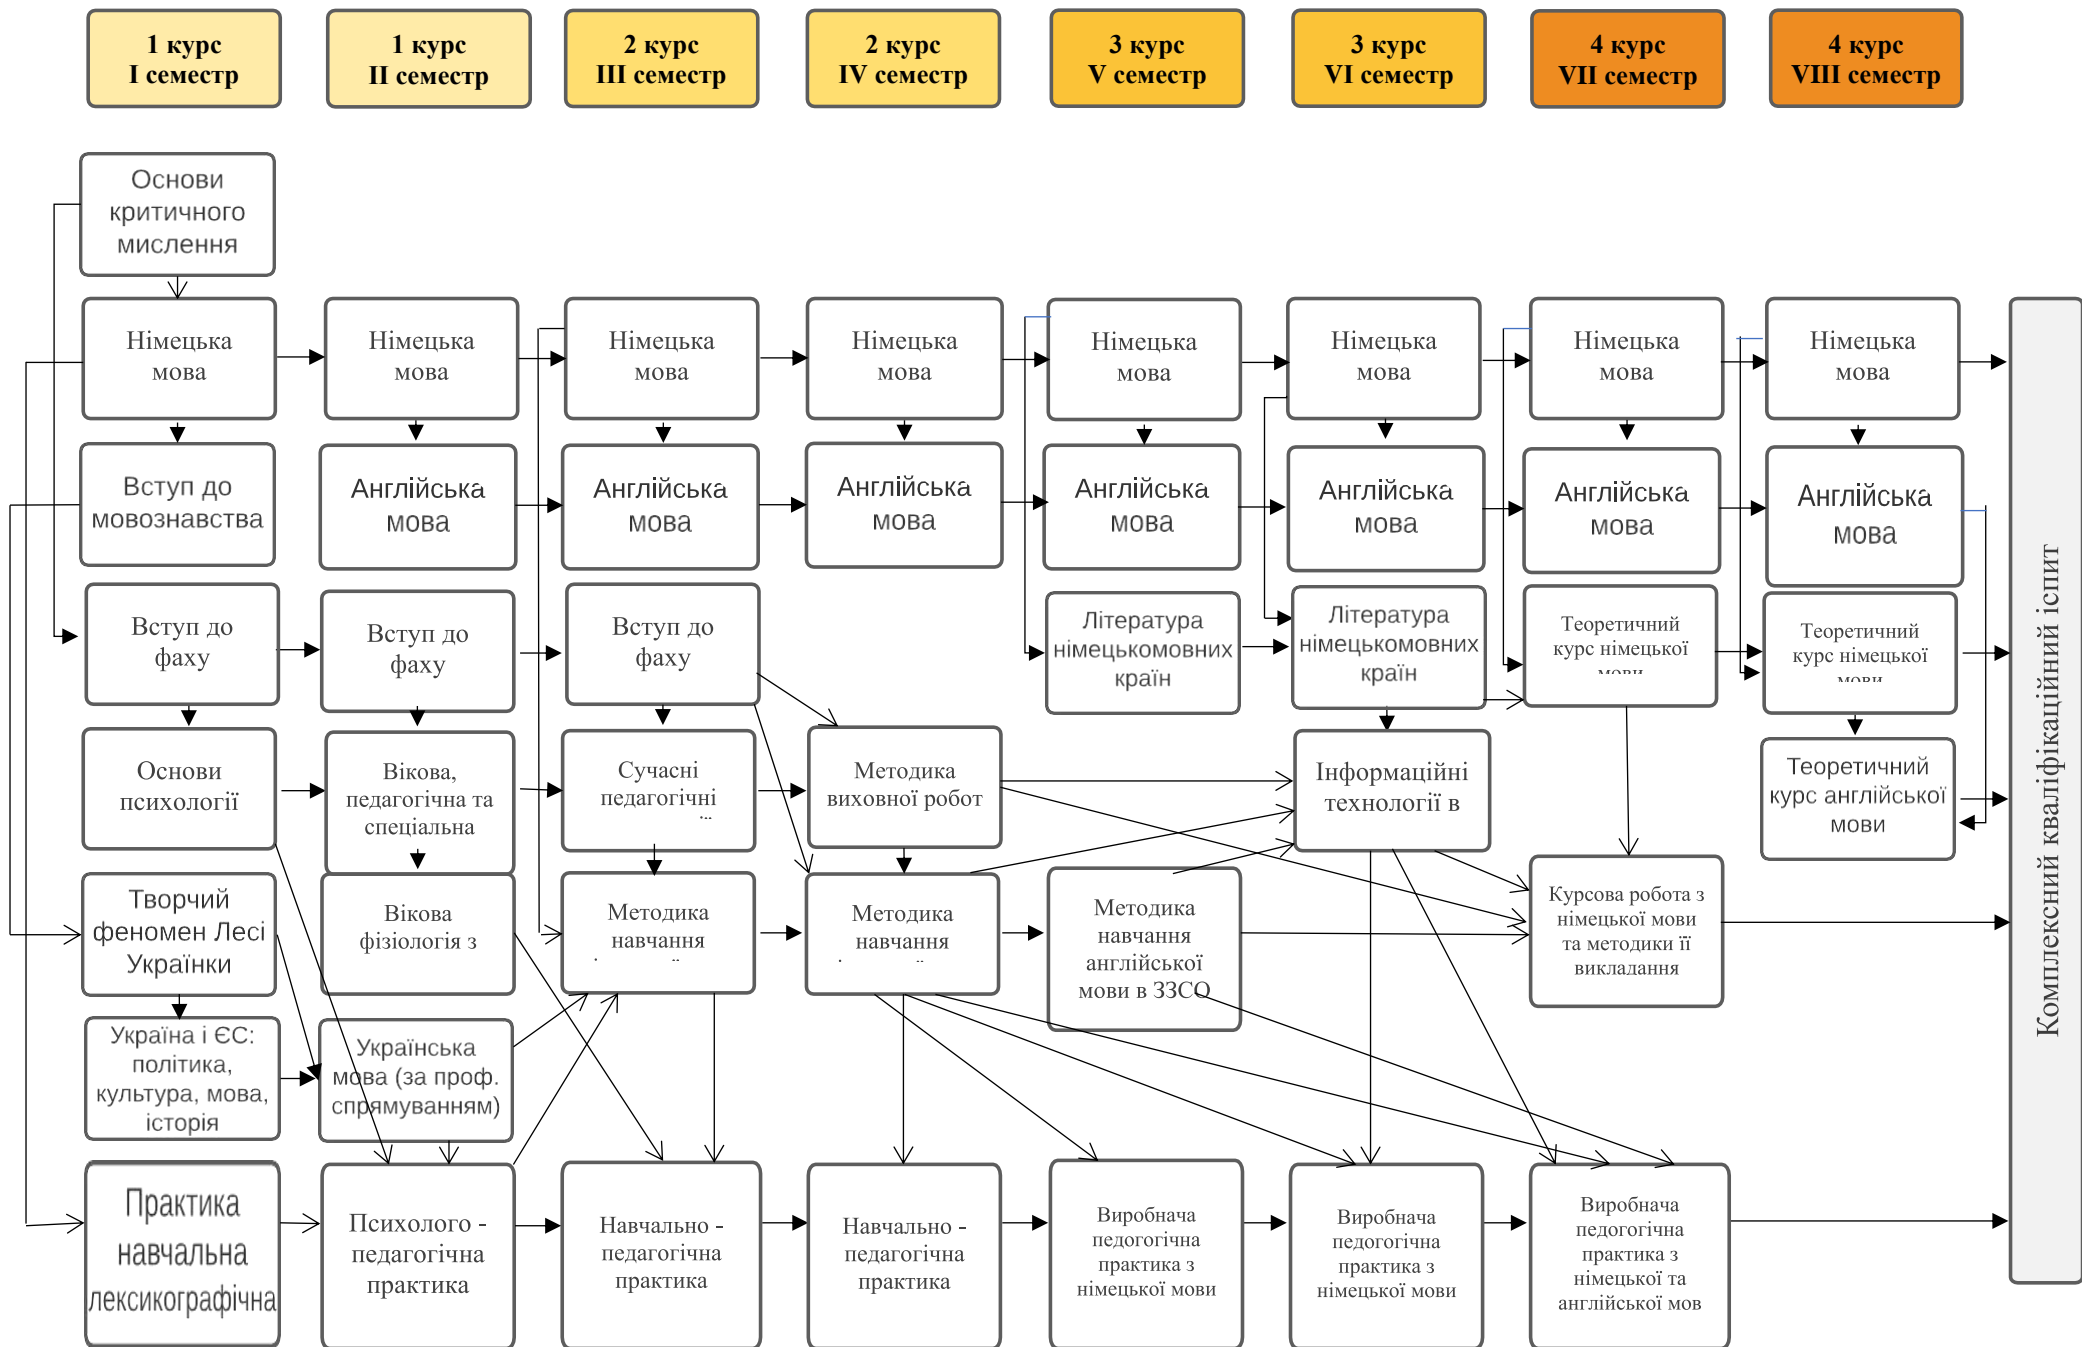 1 курс
I семестр
1 курс
II семестр
2 курс
III семестр
2 курс
IV семестр
3 курс
V семестр
3 курс
VI семестр
4 курс
VII семестр
4 курс
VIII семестр
Основи
критичного
мислення
Німецька
мова
Німецька
мова
Німецька
мова
Німецька
мова
Німецька
мова
Німецька
мова
Німецька
мова
Німецька
мова
Вступ до
мовознавства
Англійська
мова
Англійська
мова
Англійська
мова
Англійська
мова
Англійська
мова
Англійська
мова
Англійська
мова
Вступ до
фаху
Вступ до
фаху
Вступ до
фаху
Література
німецькомовних
країн
Література
німецькомовних
країн
Теоретичний
курс німецької
мови
Теоретичний
курс німецької
мови
Основи
психології
Вікова,
педагогічна та
спеціальна
Сучасні
педагогічні
Методика
виховної робот
Інформаційні
технології в
Теоретичний
курс англійської
мови
Творчий
феномен Лесі
Українки
Вікова
фізіологія з
Методика
навчання
Методика
навчання
Методика
навчання
англійської
мови в ЗЗСО
Курсова робота з
німецької мови
та методики її
викладання
Україна і ЄС:
політика,
культура, мова,
історія
Українська
мова (за проф.
спрямуванням)
Практика
навчальна
лексикографічна
Психолого -
педагогічна
практика
Навчально -
педагогічна
практика
Навчально -
педагогічна
практика
Виробнача
педогогічна
практика з
німецької мови
Виробнача
педогогічна
практика з
німецької мови
Виробнача
педогогічна
практика з
німецької та
англійської мов
Комплексний кваліфікаційний іспит